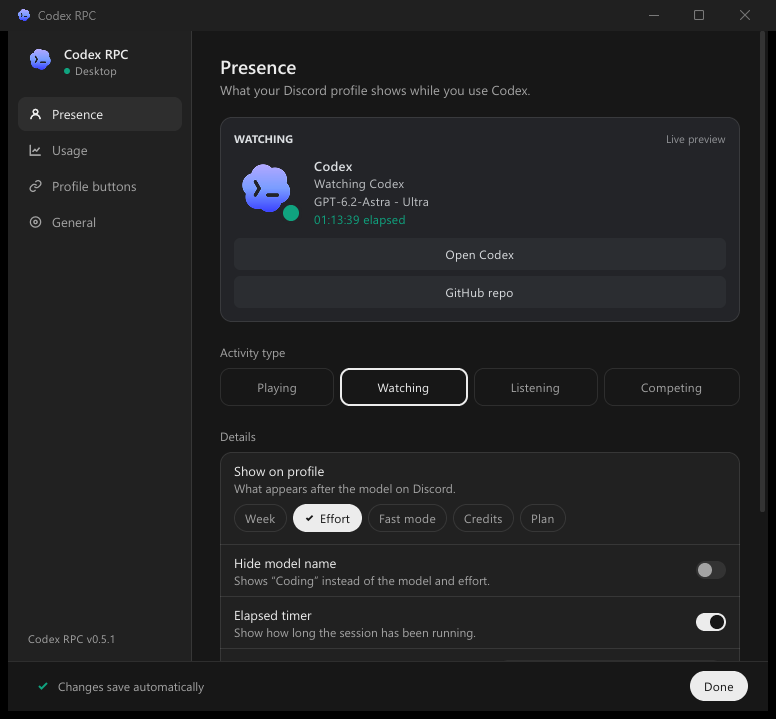 Codex RPC
Codex RPC
Desktop
Presence
Usage
Profile buttons
General
Codex RPC v0.5.1
Presence
What your Discord profile shows while you use Codex.
WATCHING
Live preview
Codex
Watching Codex
GPT-6.2-Astra - Ultra
01:13:39 elapsed
Open Codex
GitHub repo
Activity type
Playing
Watching
Listening
Competing
Details
Show on profile
What appears after the model on Discord.
Week
Effort
Fast mode
Credits
Plan
Hide model name
Shows “Coding” instead of the model and effort.
Elapsed timer
Show how long the session has been running.
Changes save automatically
Done